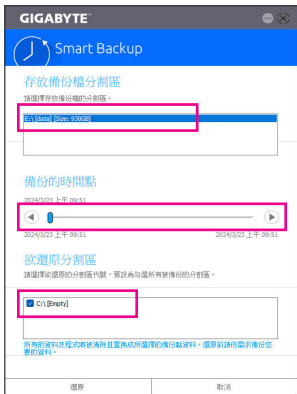 GIGABYTE™
Smart Backup
存放備份檔分割區
請選擇存放備份檔的分割區。
E:\ [data] [Size: 930GB]
備份的時間點
2024/3/23 上午 09:51
2024/3/23 上午 09:51 2024/3/23 上午 09:51
欲還原分割區
請選擇欲還原的分割區代號，預設為勾選所有被備份的分割區。
C:\ [Empty]
所有的資料及程式將被清除且置換成所選擇的備份點資料。還原前請依需求備份您
要的資料。
還原 取消